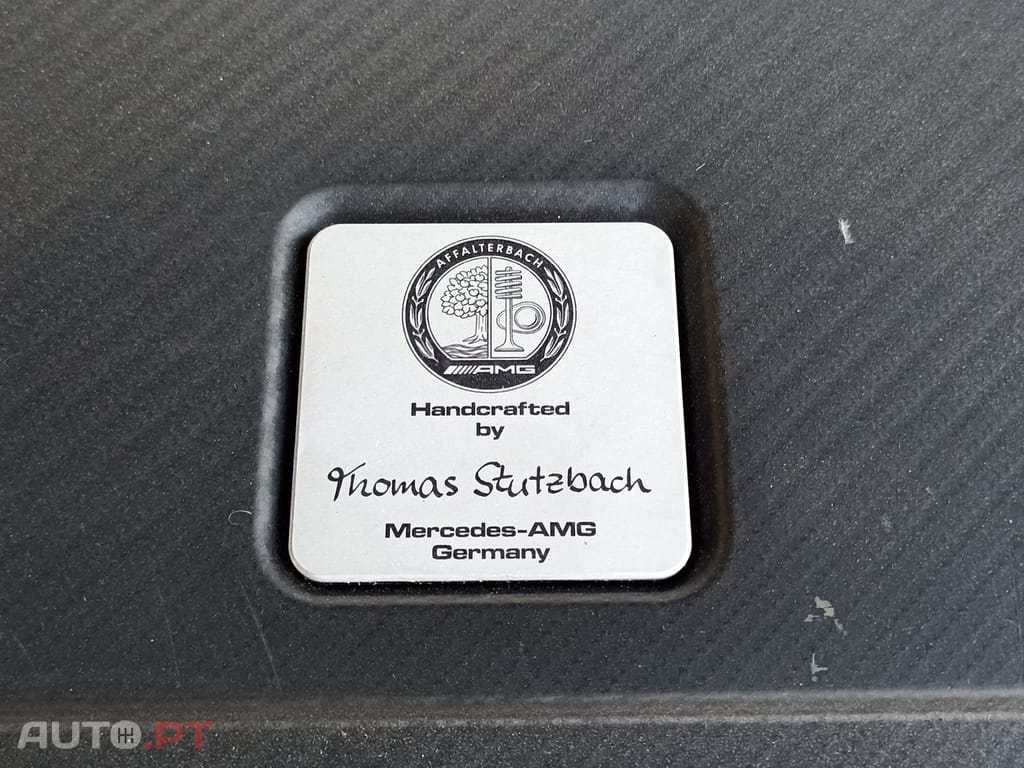 AFFALTERBACH
AMG
Handcrafted
by
Thomas Stutzbach
Mercedes-AMG
Germany
AUTO.PT